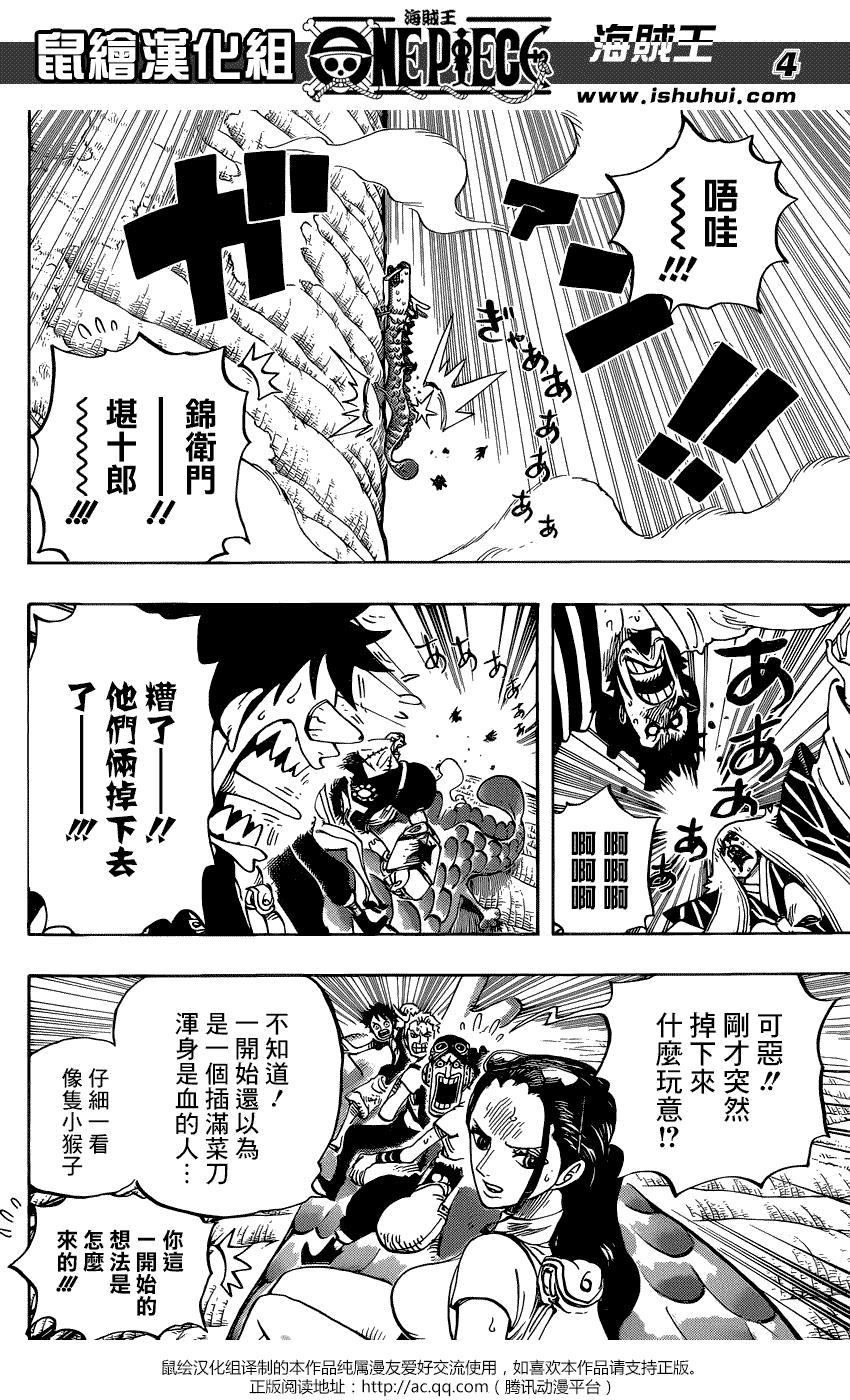 鼠繪漢化組
海賊王
ONE PIECE
海賊王
4
www.ishuhui.com
唔哇
〰〰!!!
ガクン!!
ぎゃあああああぁ
錦衛門
——!!
堪十郎
〰〰!!!
ああああぁ
啊啊
啊啊
啊啊
ああああ
糟了——!!
他們倆掉下去
了——!!!
可惡!!
剛才突然
掉下來
什麼玩意!?
不知道!
一開始還以為
是一個插滿菜刀
渾身是血的人…
仔細一看
像隻小猴子
你這
一開始的
想法是
怎麼
來的!!!
6
鼠绘汉化组译制的本作品纯属漫友爱好交流使用，如喜欢本作品请支持正版。
正版阅读地址：http://ac.qq.com（腾讯动漫平台）